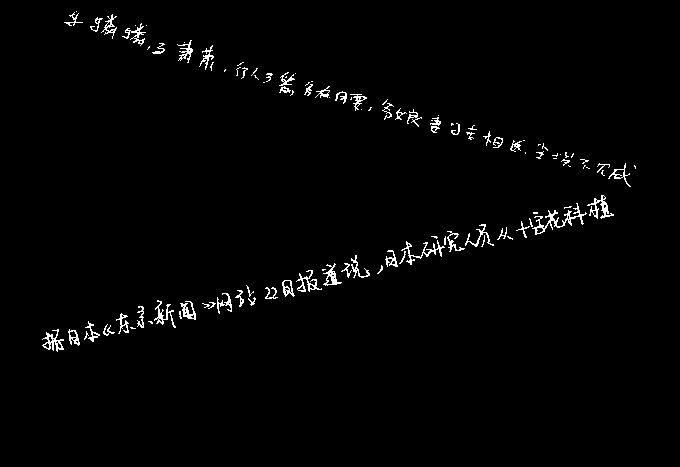 车辚辚,马萧萧,行人弓箭各在腰,爷娘妻子走相送,尘埃不见咸
据日本《东京新闻》网站22日报道说,日本研究人员从十字花科植